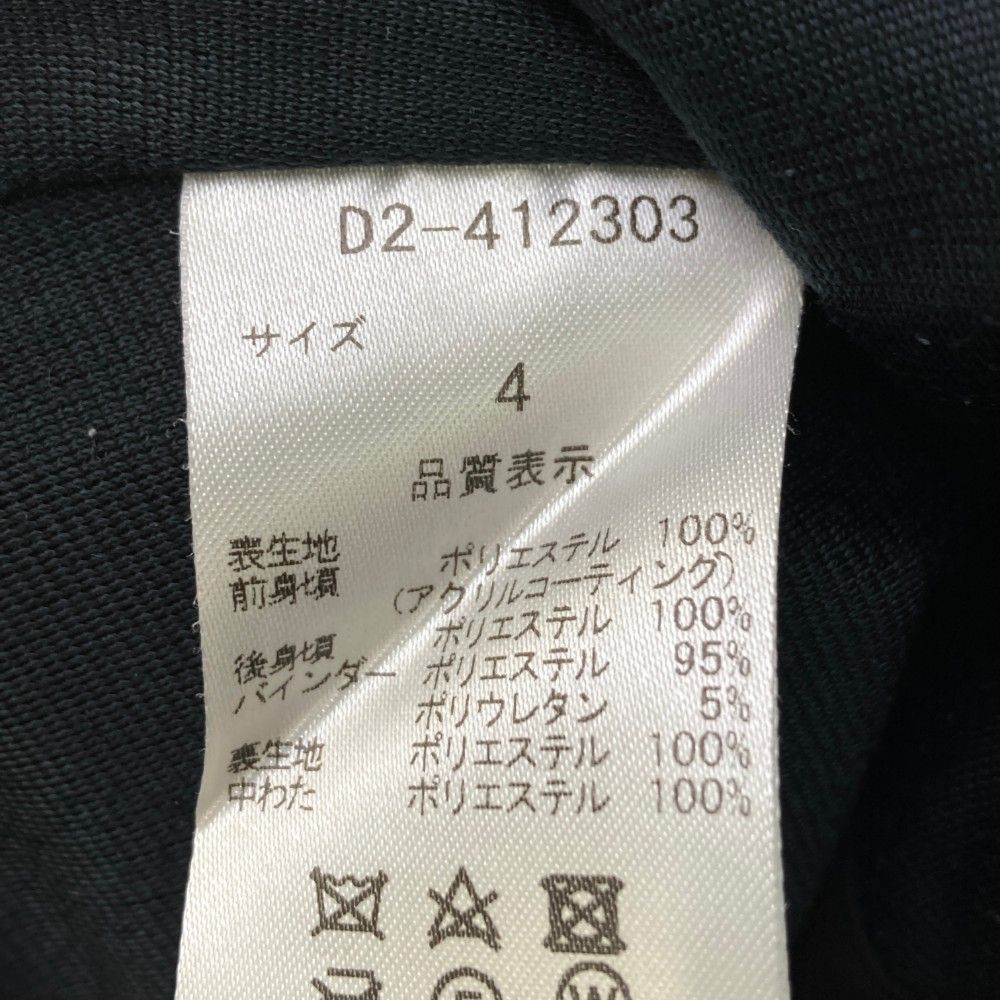 D2-412303
サイズ
4
品質表示
表生地 ポリエステル 100%
前身頃 (アクリルコーティング)
後身頃 ポリエステル 100%
バインダー ポリエステル 95%
ポリウレタン 5%
裏生地 ポリエステル 100%
中わた ポリエステル 100%
W